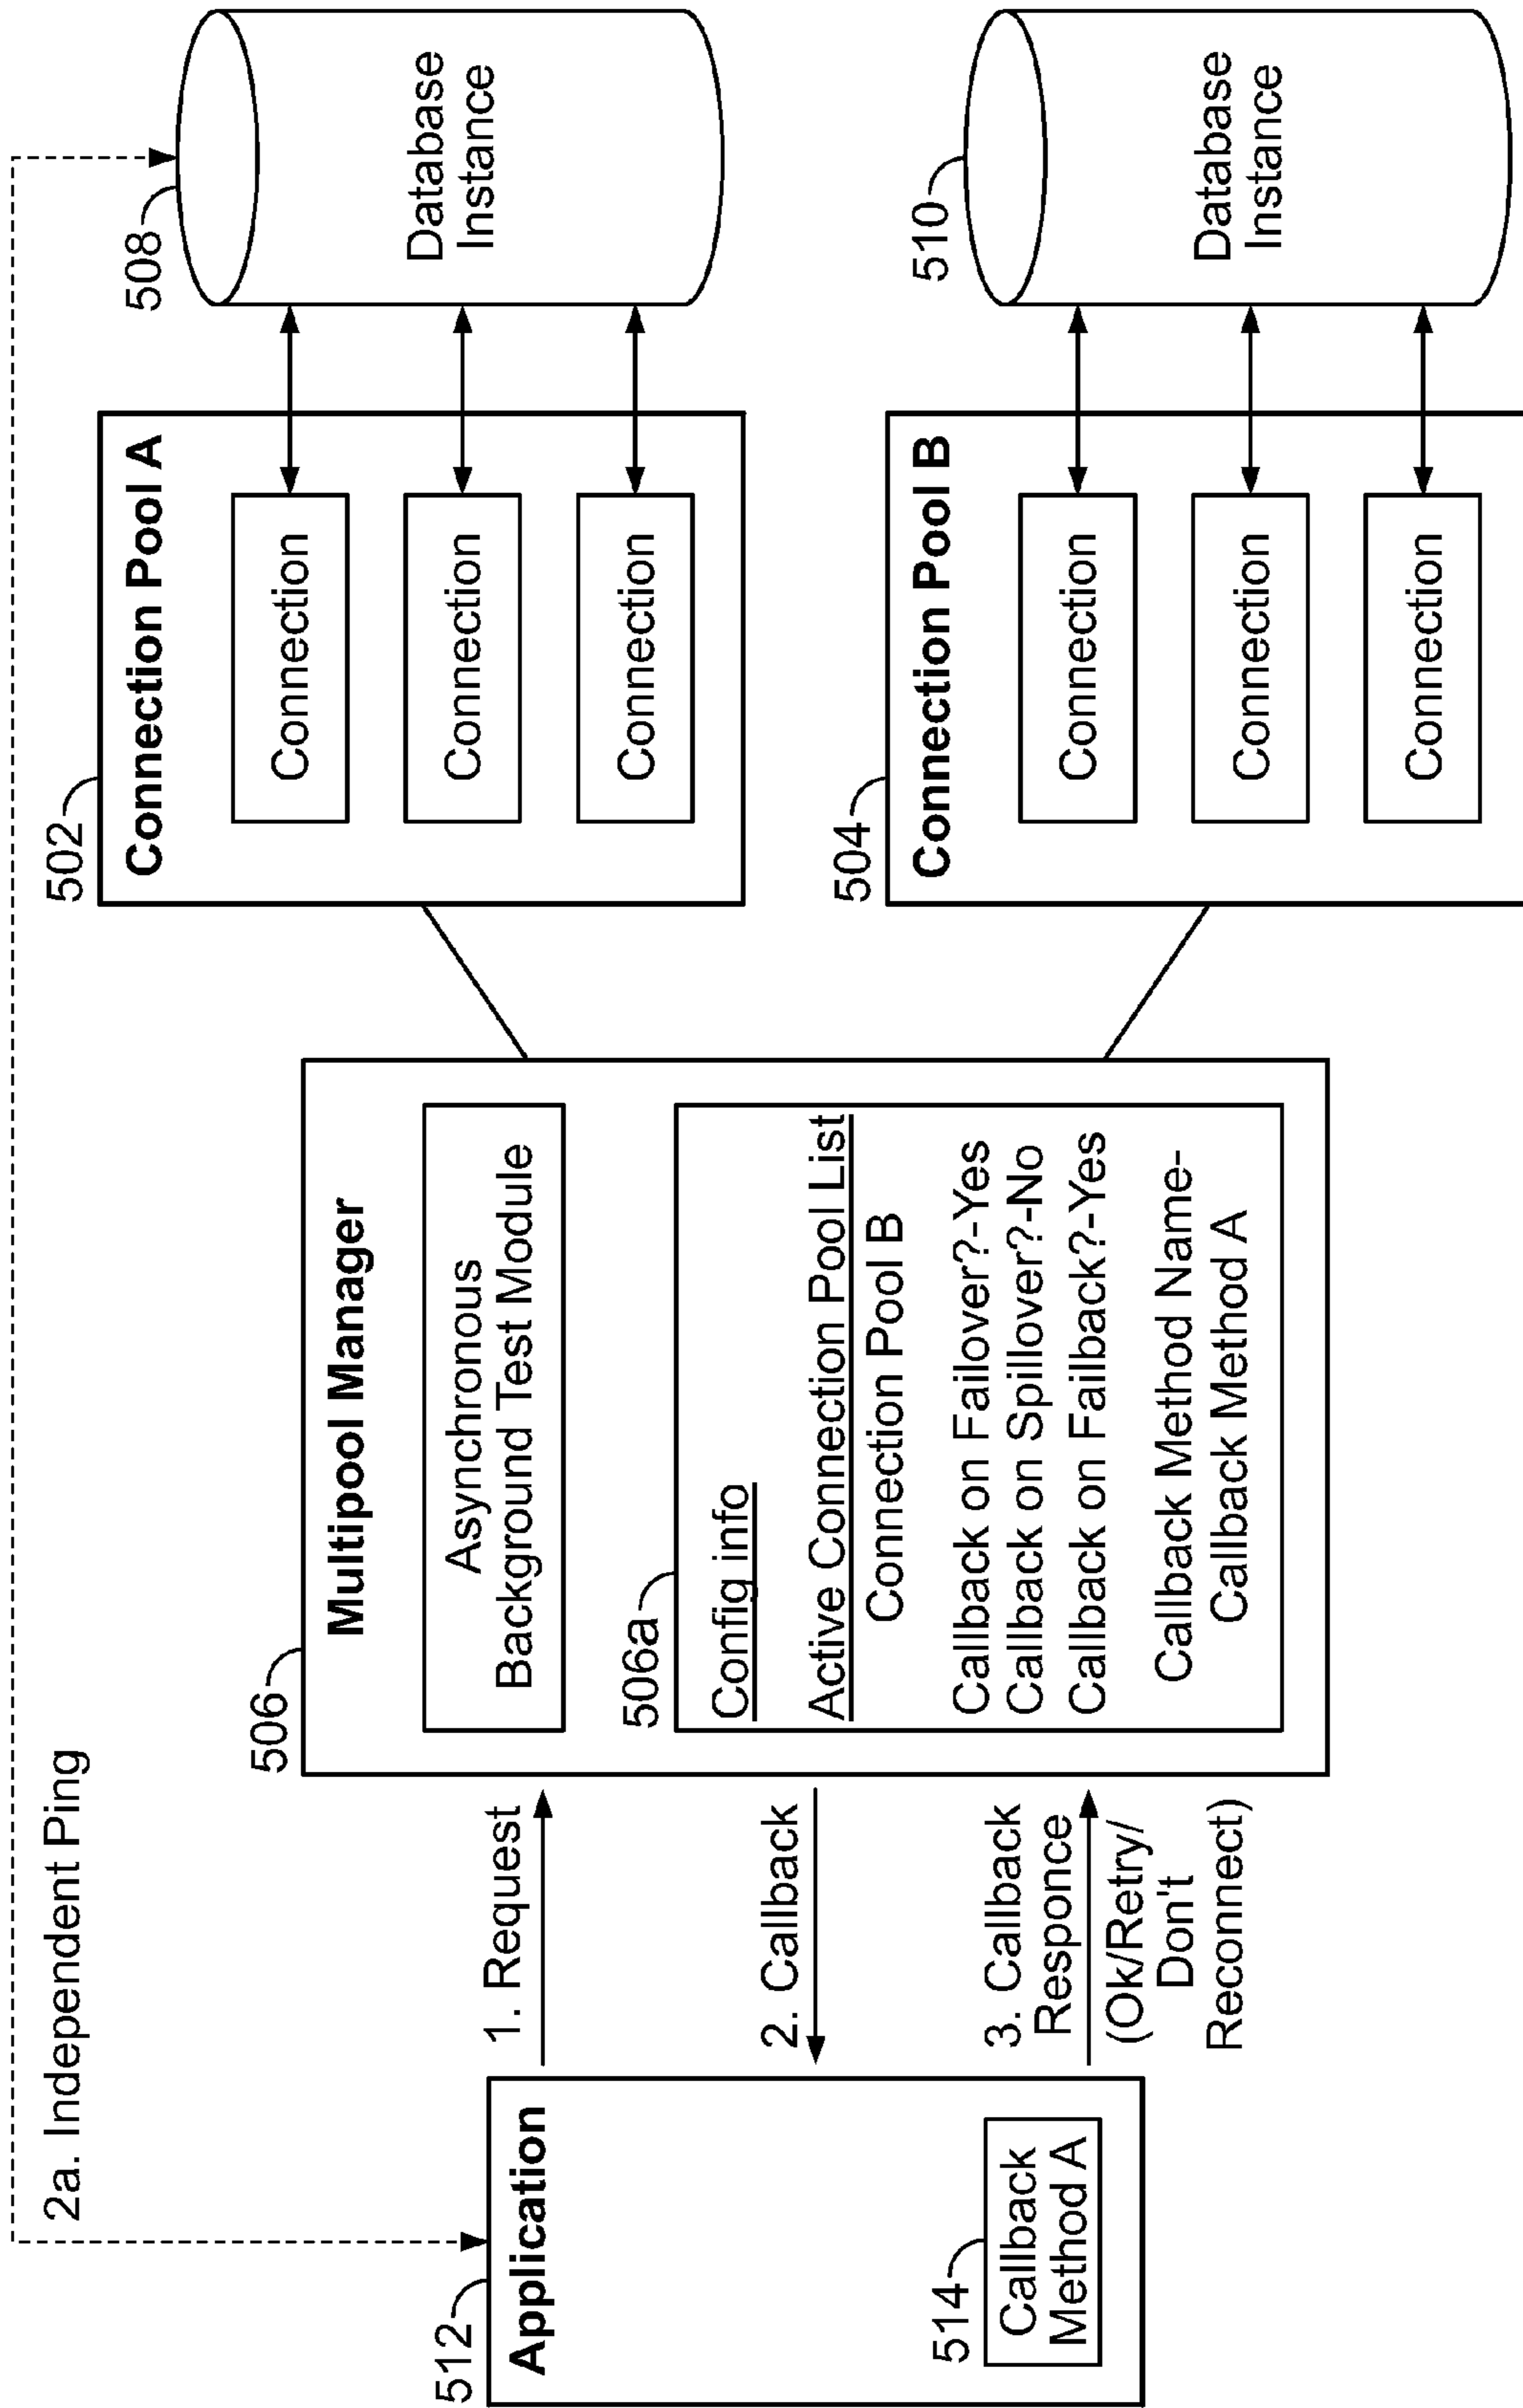 2a. Independent Ping
512
Application
514
Callback
Method A
1. Request
2. Callback
3. Callback
Responce
(Ok/Retry/
Don't
Reconnect)
506
Multipool Manager
Asynchronous
Background Test Module
506a
Config info
Active Connection Pool List
Connection Pool B
Callback on Failover?-Yes
Callback on Spillover?-No
Callback on Failback?-Yes
Callback Method Name-
Callback Method A
502
Connection Pool A
Connection
Connection
Connection
508
Database
Instance
504
Connection Pool B
Connection
Connection
Connection
510
Database
Instance